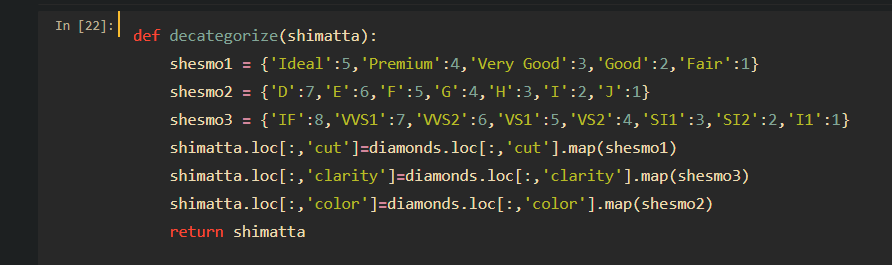 In [22]:
def decategorize(shimatta):
    shesmo1 = {'Ideal':5,'Premium':4,'Very Good':3,'Good':2,'Fair':1}
    shesmo2 = {'D':7,'E':6,'F':5,'G':4,'H':3,'I':2,'J':1}
    shesmo3 = {'IF':8,'VVS1':7,'VVS2':6,'VS1':5,'VS2':4,'SI1':3,'SI2':2,'I1':1}
    shimatta.loc[:,'cut']=diamonds.loc[:,'cut'].map(shesmo1)
    shimatta.loc[:,'clarity']=diamonds.loc[:,'clarity'].map(shesmo3)
    shimatta.loc[:,'color']=diamonds.loc[:,'color'].map(shesmo2)
    return shimatta